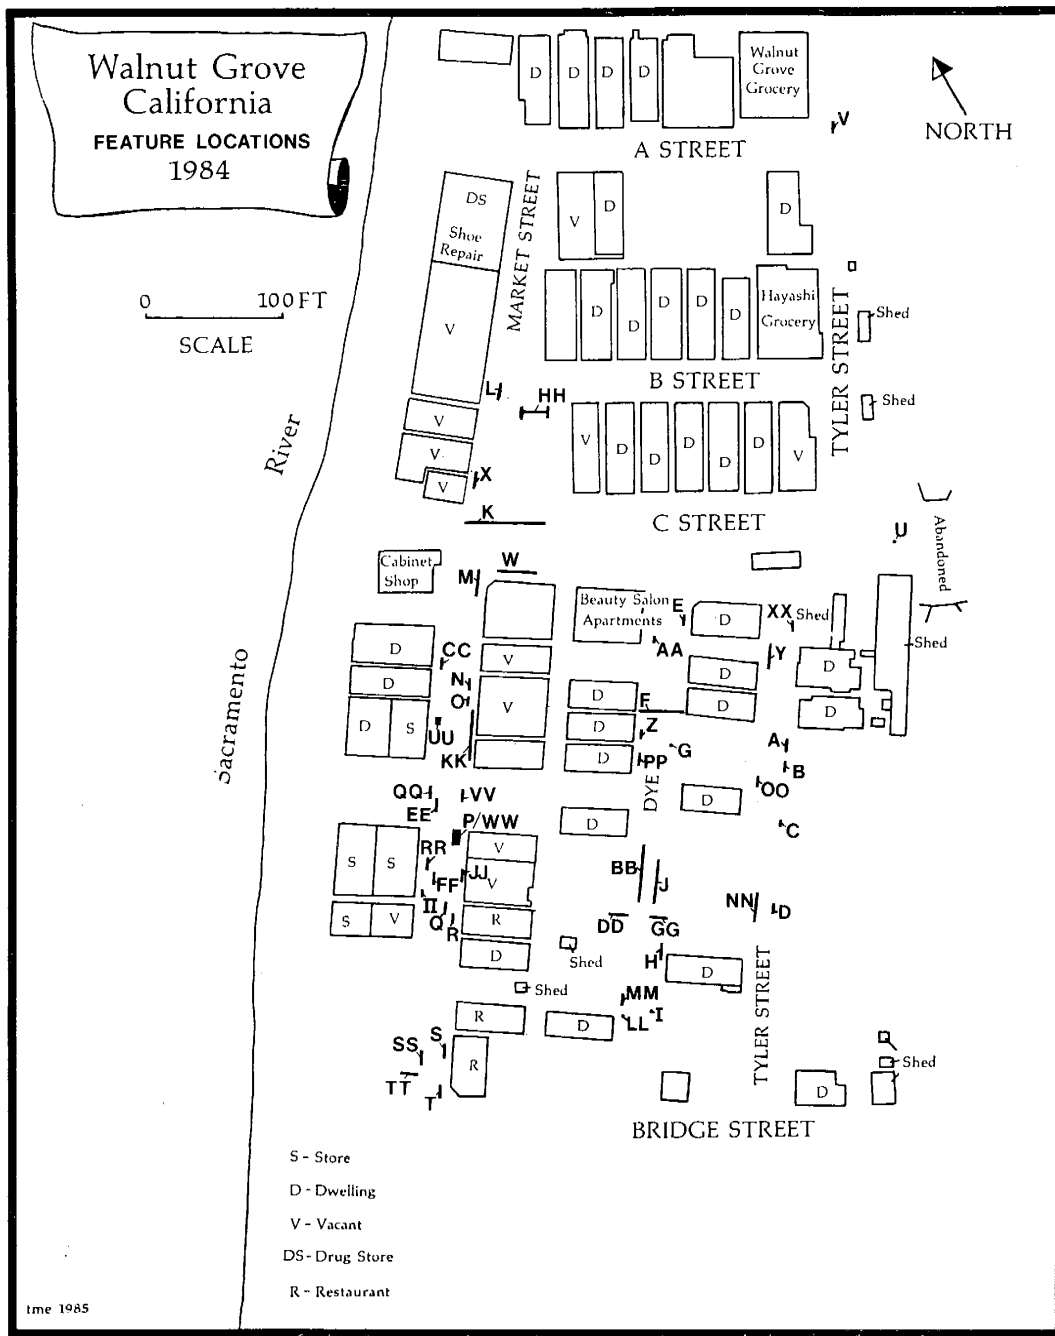 Walnut Grove
California
FEATURE LOCATIONS
1984
NORTH
0 100 FT
SCALE
D D D D
Walnut
Grove
Grocery
V
A STREET
DS
Shoe
Repair
MARKET STREET
V D D
V
D D D D D
Hayashi
Grocery
TYLER STREET
Shed
B STREET
L HH
Shed
V
V
V
X
V D D D D D V
C STREET
K
River
Sacramento
U
Abandoned
Cabinet
Shop
M
W
Beauty Salon
Apartments
E
D
XX
Shed
AA
Y
D
Shed
D
CC
V
D
D
N
O
V
D
F
D
D
D S
UU
KK
D
Z
G
D
PP
DYE
A
B
OO
C
D
QQ
EE
VV
P/WW
D
V
RR
S S
JJ
V
FF
II
BB
J
NN
D
S V
Q
R
R
DD
GG
D
Shed
H
D
Shed
MM
LL
I
R
D
TYLER STREET
SS
S
R
TT
T
Shed
D
BRIDGE STREET
S - Store
D - Dwelling
V - Vacant
DS - Drug Store
R - Restaurant
tme 1985